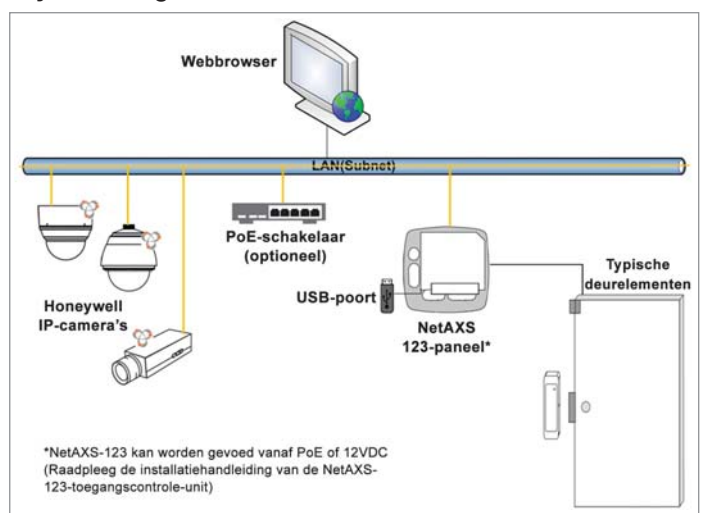 Webbrowser
LAN(Subnet)
PoE-schakelaar
(optioneel)
Honeywell
IP-camera's
USB-poort
NetAXS
123-paneel*
Typische
deurelementen
*NetAXS-123 kan worden gevoed vanaf PoE of 12VDC
(Raadpleeg de installatiehandleiding van de NetAXS-
123-toegangscontrole-unit)